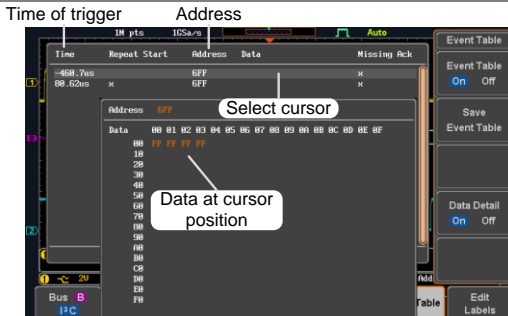 Time of trigger Address
1M pts 1GSa/s Auto
Event Table
Time Repeat Start Address Data Missing Ack
-460.7us 6FF x
80.62us x 6FF x
Event Table
On Off
Select cursor
Save
Event Table
Address 6FF
Data 00 01 02 03 04 05 06 07 08 09 0A 0B 0C 0D 0E 0F
00 FF FF FF FF
10
20
30
40
50
60
70
80
90
A0
B0
C0
D0
E0
F0
Data at cursor
position
Data Detail
On Off
1 2V Add
2
B
Bus B
I²C
Table
Edit
Labels